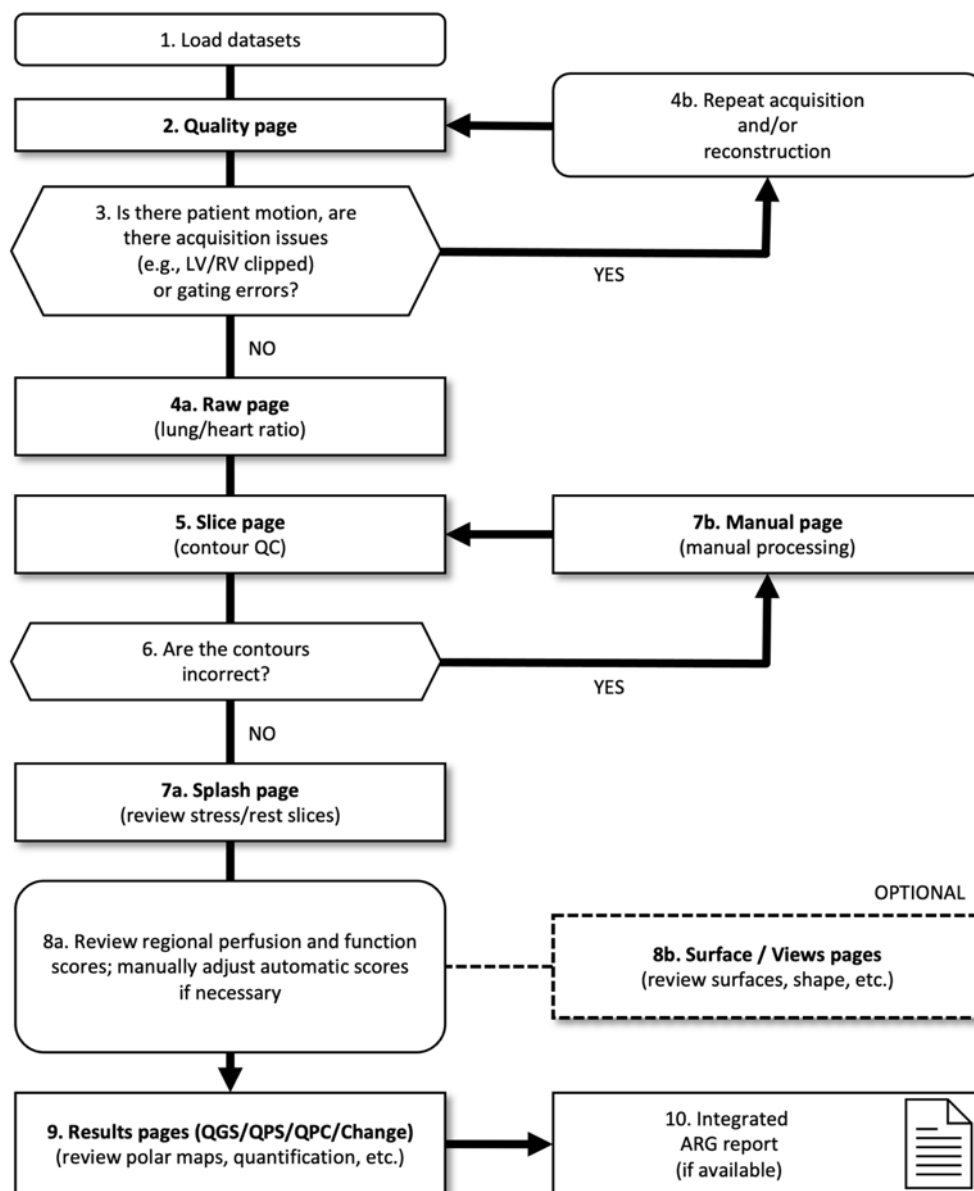 1. Load datasets
2. Quality page
4b. Repeat acquisition
and/or
reconstruction
3. Is there patient motion, are
there acquisition issues
(e.g., LV/RV clipped)
or gating errors?
YES
NO
4a. Raw page
(lung/heart ratio)
5. Slice page
(contour QC)
7b. Manual page
(manual processing)
6. Are the contours
incorrect?
YES
NO
7a. Splash page
(review stress/rest slices)
OPTIONAL
8a. Review regional perfusion and function
scores; manually adjust automatic scores
if necessary
8b. Surface / Views pages
(review surfaces, shape, etc.)
9. Results pages (QGS/QPS/QPC/Change)
(review polar maps, quantification, etc.)
10. Integrated
ARG report
(if available)